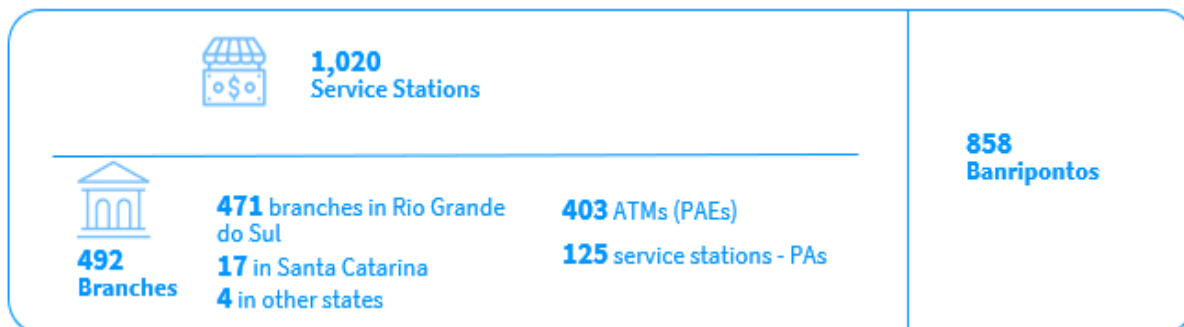 1,020
Service Stations
858
Banripontos
492
Branches
471 branches in Rio Grande
do Sul
17 in Santa Catarina
4 in other states
403 ATMs (PAEs)
125 service stations - PAs